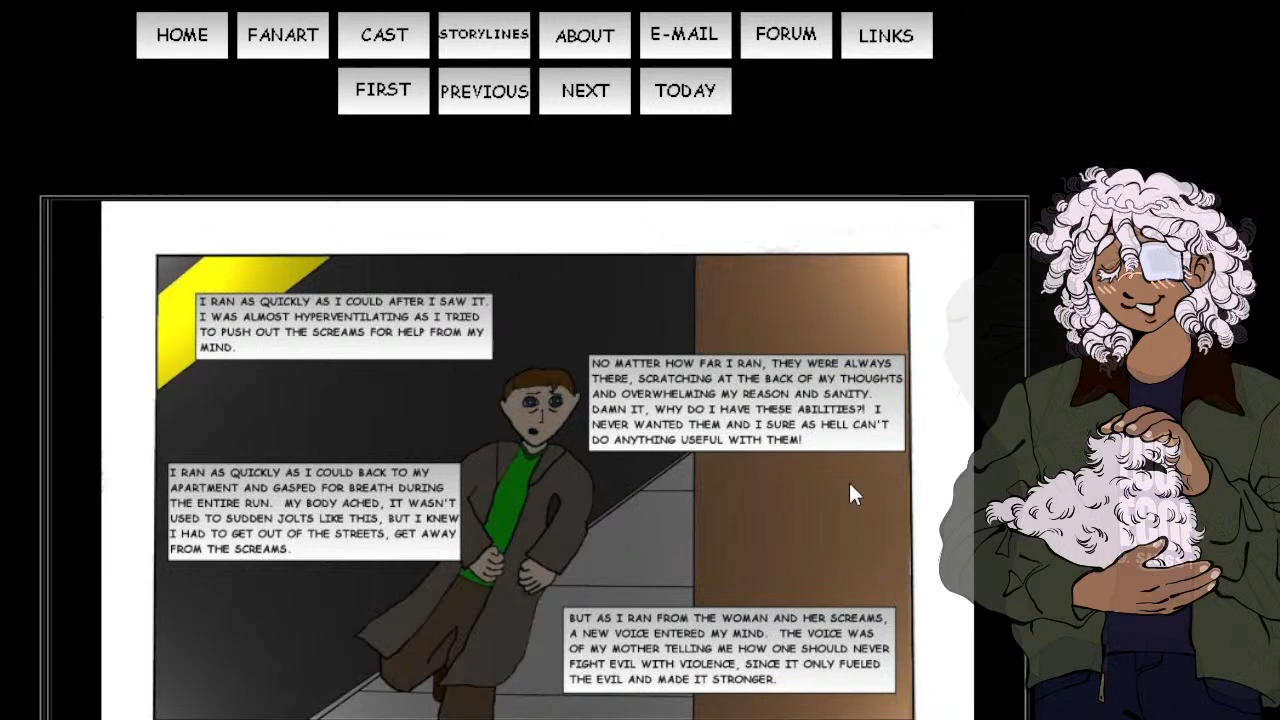 HOME FANART CAST STORYLINES ABOUT E-MAIL FORUM LINKS
FIRST PREVIOUS NEXT TODAY
I RAN AS QUICKLY AS I COULD AFTER I SAW IT.
I WAS ALMOST HYPERVENTILATING AS I TRIED
TO PUSH OUT THE SCREAMS FOR HELP FROM MY
MIND.
NO MATTER HOW FAR I RAN, THEY WERE ALWAYS
THERE, SCRATCHING AT THE BACK OF MY THOUGHTS
AND OVERWHELMING MY REASON AND SANITY.
DAMN IT, WHY DO I HAVE THESE ABILITIES?! I
NEVER WANTED THEM AND I SURE AS HELL CAN'T
DO ANYTHING USEFUL WITH THEM!
I RAN AS QUICKLY AS I COULD BACK TO MY
APARTMENT AND GASPED FOR BREATH DURING
THE ENTIRE RUN. MY BODY ACHED, IT WASN'T
USED TO SUDDEN JOLTS LIKE THIS, BUT I KNEW
I HAD TO GET OUT OF THE STREETS, GET AWAY
FROM THE SCREAMS.
BUT AS I RAN FROM THE WOMAN AND HER SCREAMS,
A NEW VOICE ENTERED MY MIND. THE VOICE WAS
OF MY MOTHER TELLING ME HOW ONE SHOULD NEVER
FIGHT EVIL WITH VIOLENCE, SINCE IT ONLY FUELED
THE EVIL AND MADE IT STRONGER.